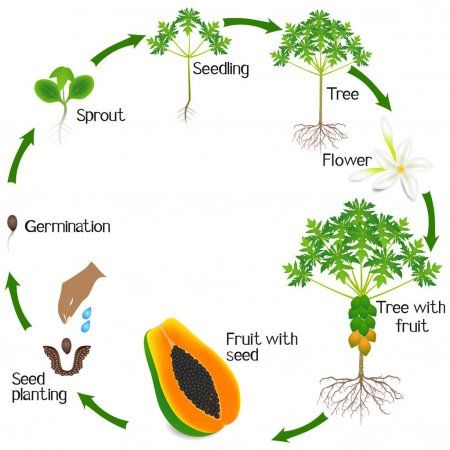 Seedling
Tree
Sprout
Flower
Germination
Tree with
fruit
Fruit with
seed
Seed
planting